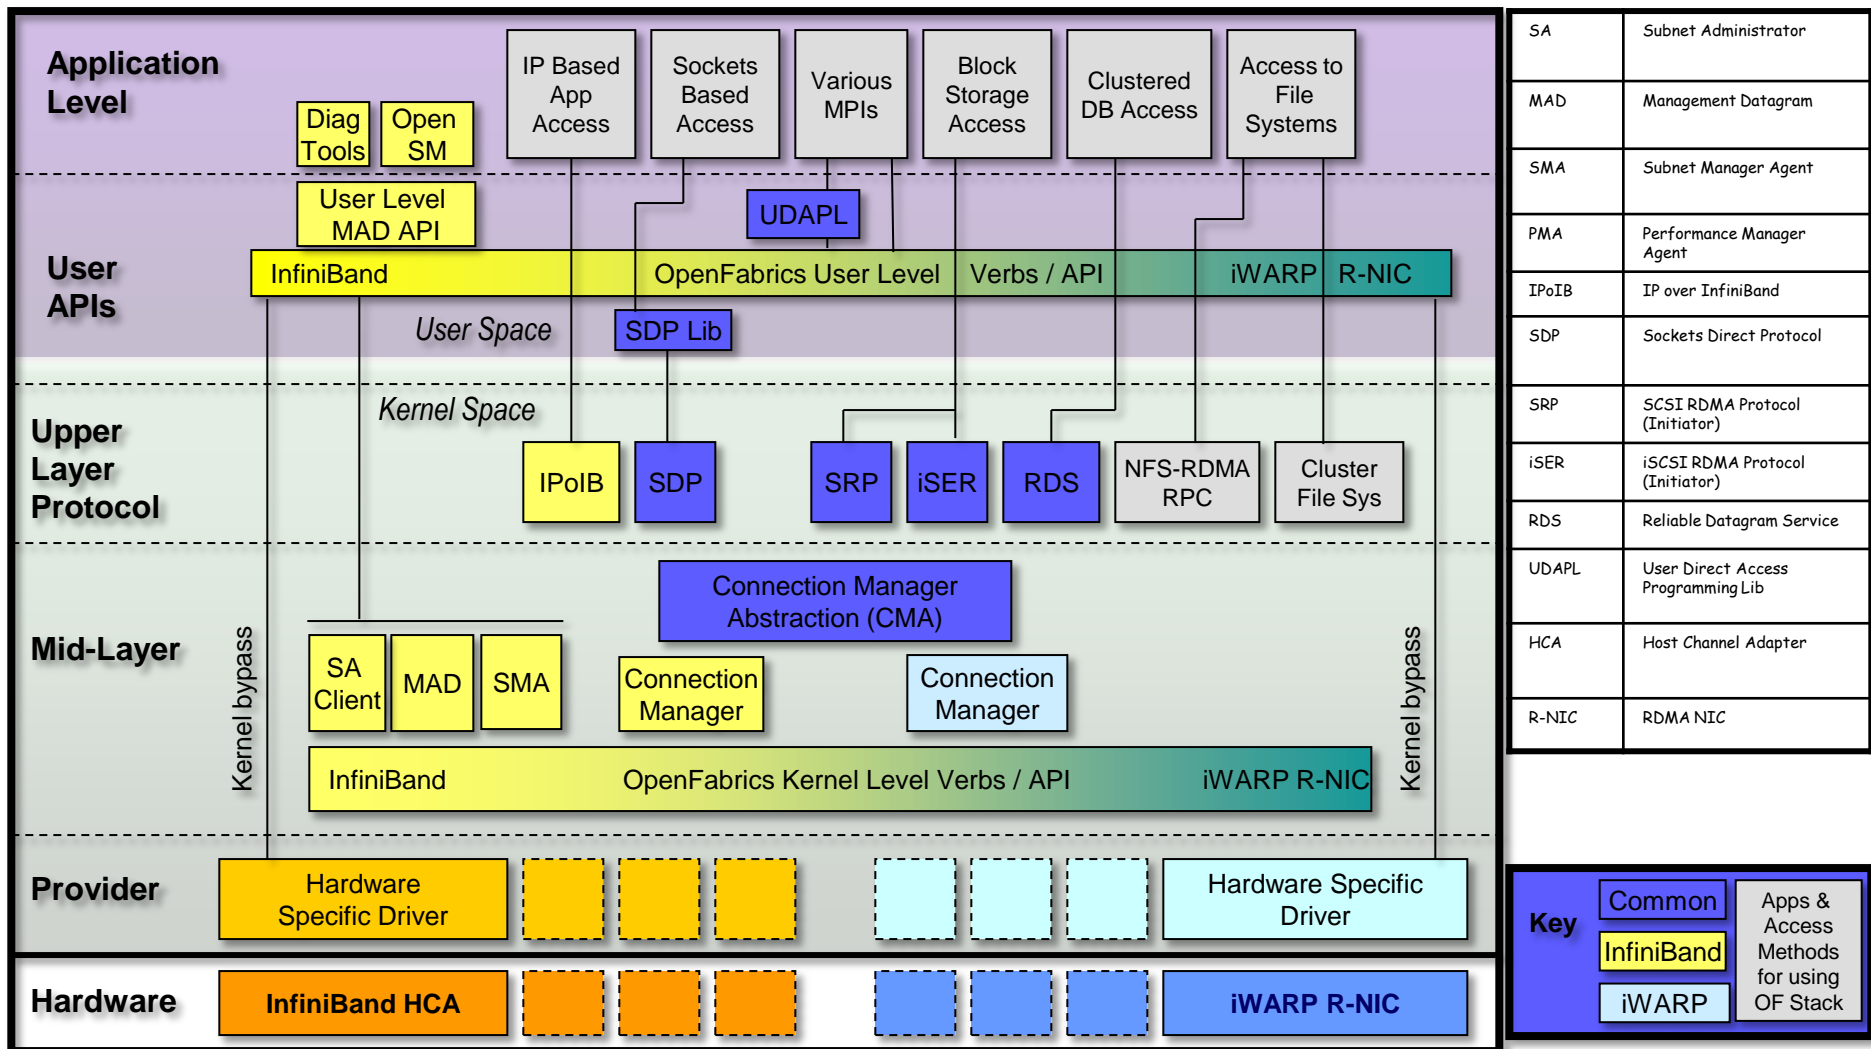 Application
Level
Diag
Tools
Open
SM
IP Based
App
Access
Sockets
Based
Access
Various
MPIs
Block
Storage
Access
Clustered
DB Access
Access to
File
Systems
User
APIs
User Level
MAD API
UDAPL
InfiniBand OpenFabrics User Level Verbs / API iWARP R-NIC
User Space
SDP Lib
Kernel Space
Upper
Layer
Protocol
IPoIB
SDP
SRP
iSER
RDS
NFS-RDMA
RPC
Cluster
File Sys
Mid-Layer
Kernel bypass
Connection Manager
Abstraction (CMA)
SA
Client
MAD
SMA
Connection
Manager
Connection
Manager
Kernel bypass
InfiniBand OpenFabrics Kernel Level Verbs / API iWARP R-NIC
Provider
Hardware
Specific Driver
Hardware Specific
Driver
Hardware
InfiniBand HCA
iWARP R-NIC
SA Subnet Administrator
MAD Management Datagram
SMA Subnet Manager Agent
PMA Performance Manager
Agent
IPoIB IP over InfiniBand
SDP Sockets Direct Protocol
SRP SCSI RDMA Protocol
(Initiator)
iSER iSCSI RDMA Protocol
(Initiator)
RDS Reliable Datagram Service
UDAPL User Direct Access
Programming Lib
HCA Host Channel Adapter
R-NIC RDMA NIC
Key
Common
InfiniBand
iWARP
Apps &
Access
Methods
for using
OF Stack